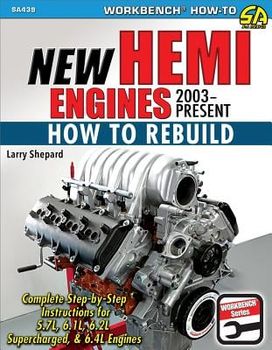 SA439
WORKBENCH® HOW-TO
SA
NEW HEMI
ENGINES 2003-
PRESENT
HOW TO REBUILD
Larry Shepard
Complete Step-by-Step
Instructions for
5.7L, 6.1L, 6.2L
Supercharged, & 6.4L Engines
WORKBENCH
Series